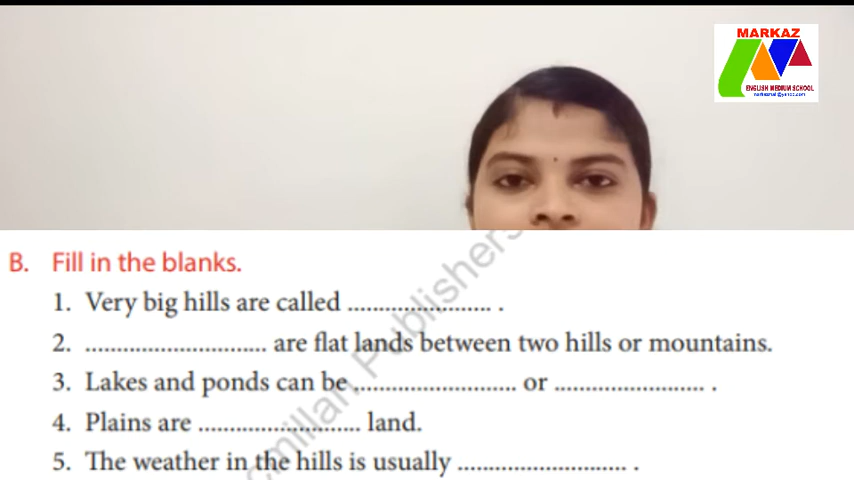 MARKAZ
ENGLISH MEDIUM SCHOOL
B. Fill in the blanks.
1. Very big hills are called ....................... .
2. ............................. are flat lands between two hills or mountains.
3. Lakes and ponds can be .......................... or ........................ .
4. Plains are .......................... land.
5. The weather in the hills is usually ........................... .
millan Publishers